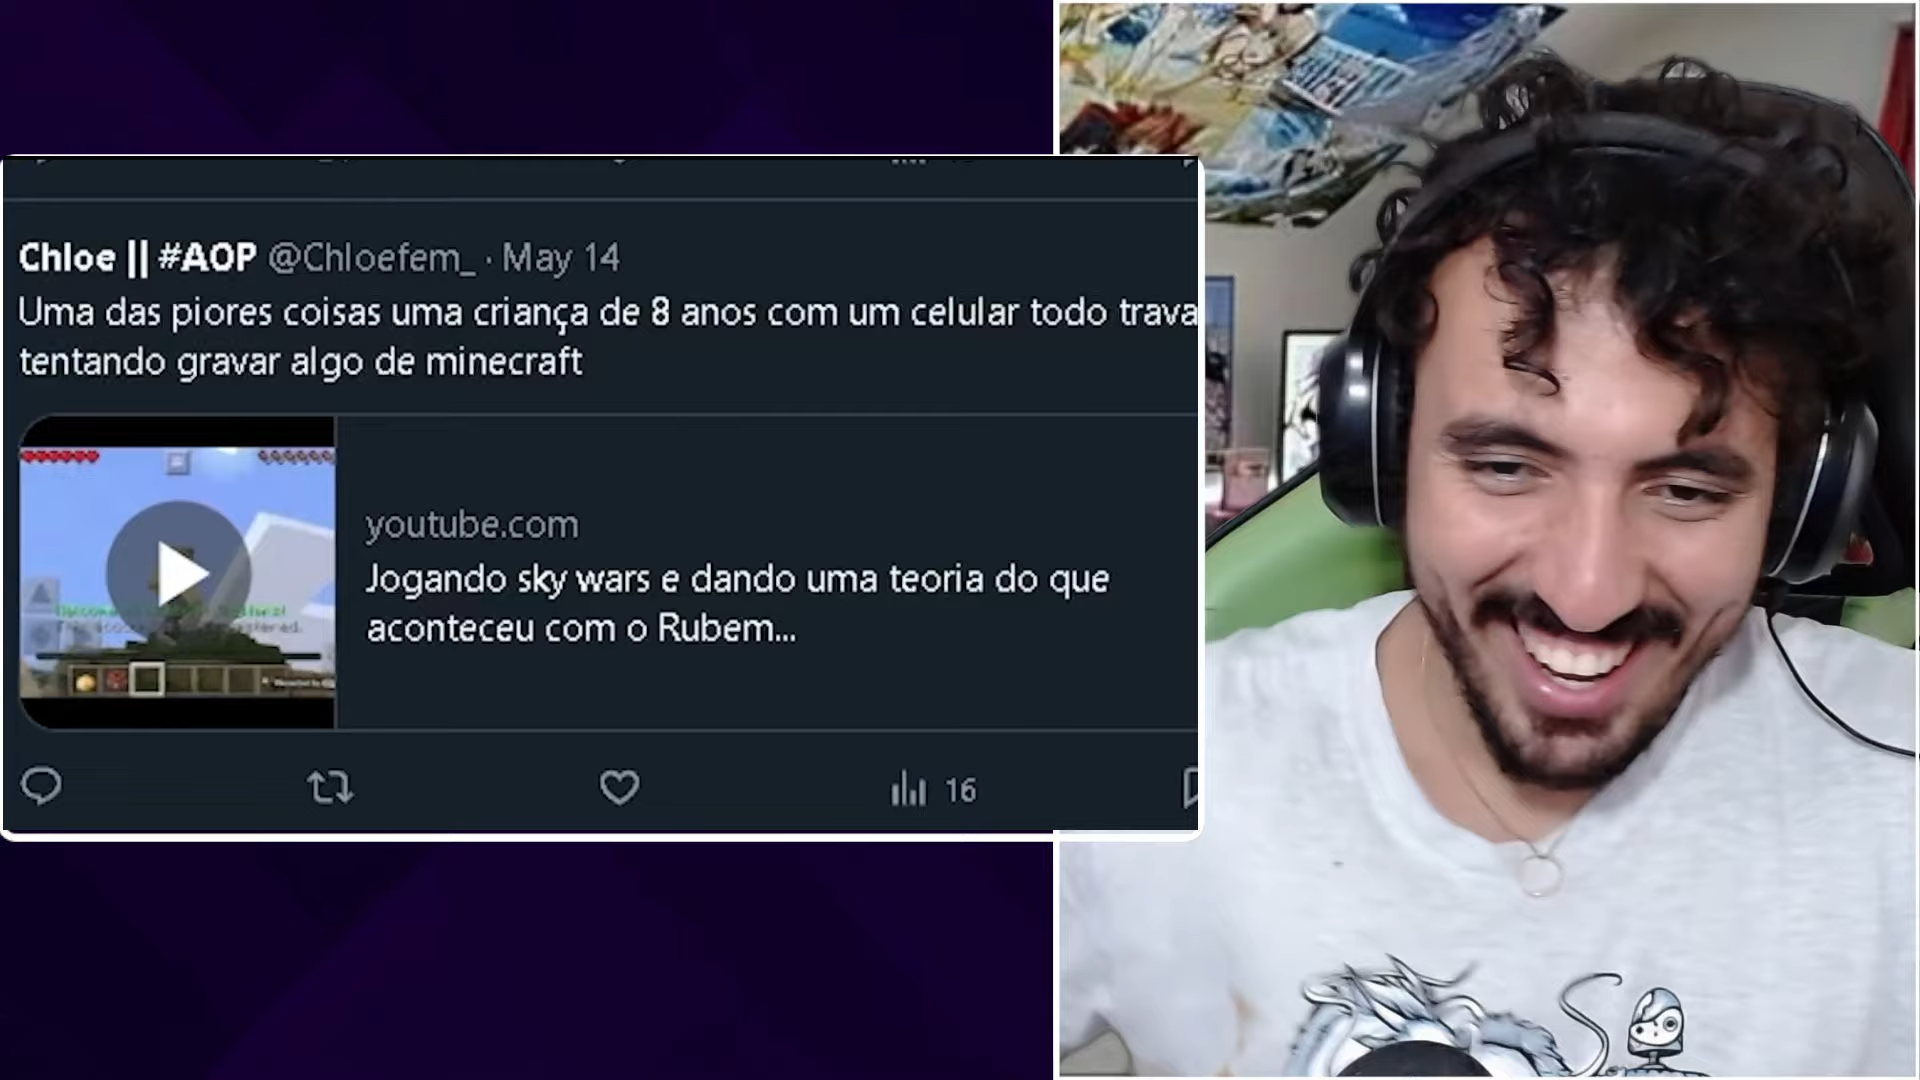 Chloe || #AOP @Chloefem_ · May 14
Uma das piores coisas uma criança de 8 anos com um celular todo trava
tentando gravar algo de minecraft
youtube.com
Jogando sky wars e dando uma teoria do que
aconteceu com o Rubem...
16